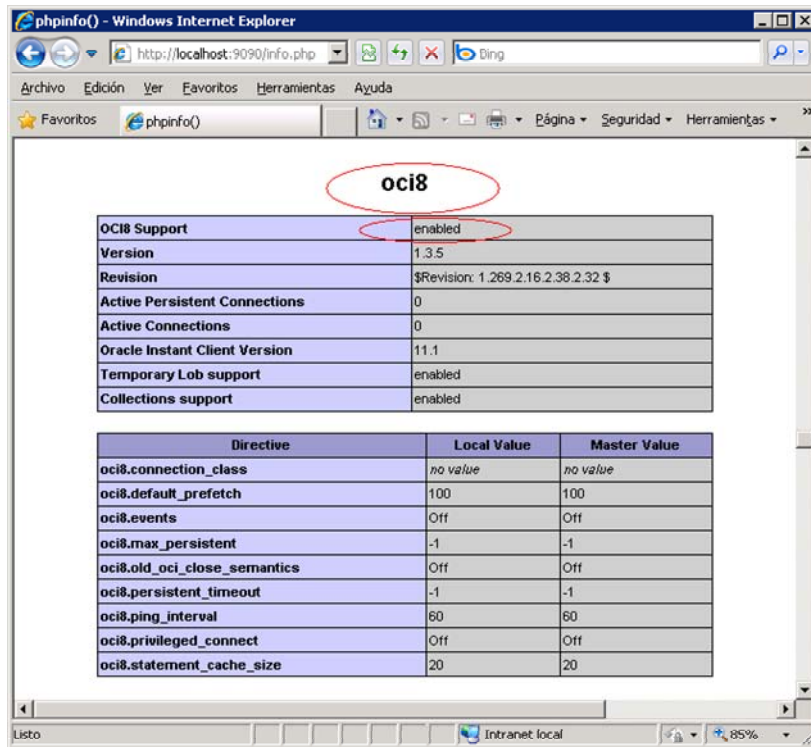 phpinfo() - Windows Internet Explorer
http://localhost:9090/info.php Bing
Archivo Edición Ver Favoritos Herramientas Ayuda
Favoritos phpinfo() Página Seguridad Herramientas »
oci8
OCI8 Support enabled
Version 1.3.5
Revision $Revision: 1.269.2.16.2.38.2.32 $
Active Persistent Connections 0
Active Connections 0
Oracle Instant Client Version 11.1
Temporary Lob support enabled
Collections support enabled
Directive Local Value Master Value
oci8.connection_class no value no value
oci8.default_prefetch 100 100
oci8.events Off Off
oci8.max_persistent -1 -1
oci8.old_oci_close_semantics Off Off
oci8.persistent_timeout -1 -1
oci8.ping_interval 60 60
oci8.privileged_connect Off Off
oci8.statement_cache_size 20 20
Listo Intranet local 85%